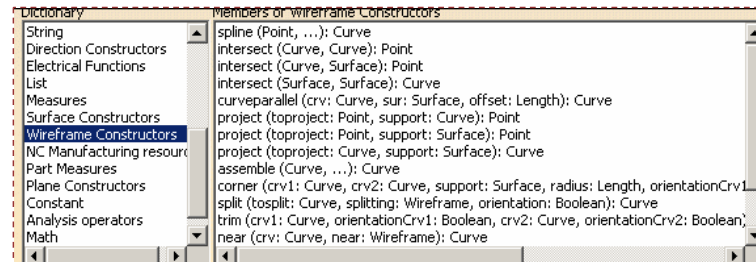 Dictionary
Members of Wireframe Constructors
String
Direction Constructors
Electrical Functions
List
Measures
Surface Constructors
Wireframe Constructors
NC Manufacturing resour
Part Measures
Plane Constructors
Constant
Analysis operators
Math
spline (Point, ...): Curve
intersect (Curve, Curve): Point
intersect (Curve, Surface): Point
intersect (Surface, Surface): Curve
curveparallel (crv: Curve, sur: Surface, offset: Length): Curve
project (toproject: Point, support: Curve): Point
project (toproject: Point, support: Surface): Point
project (toproject: Curve, support: Surface): Curve
assemble (Curve, ...): Curve
corner (crv1: Curve, crv2: Curve, support: Surface, radius: Length, orientationCrv1
split (tosplit: Curve, splitting: Wireframe, orientation: Boolean): Curve
trim (crv1: Curve, orientationCrv1: Boolean, crv2: Curve, orientationCrv2: Boolean)
near (crv: Curve, near: Wireframe): Curve